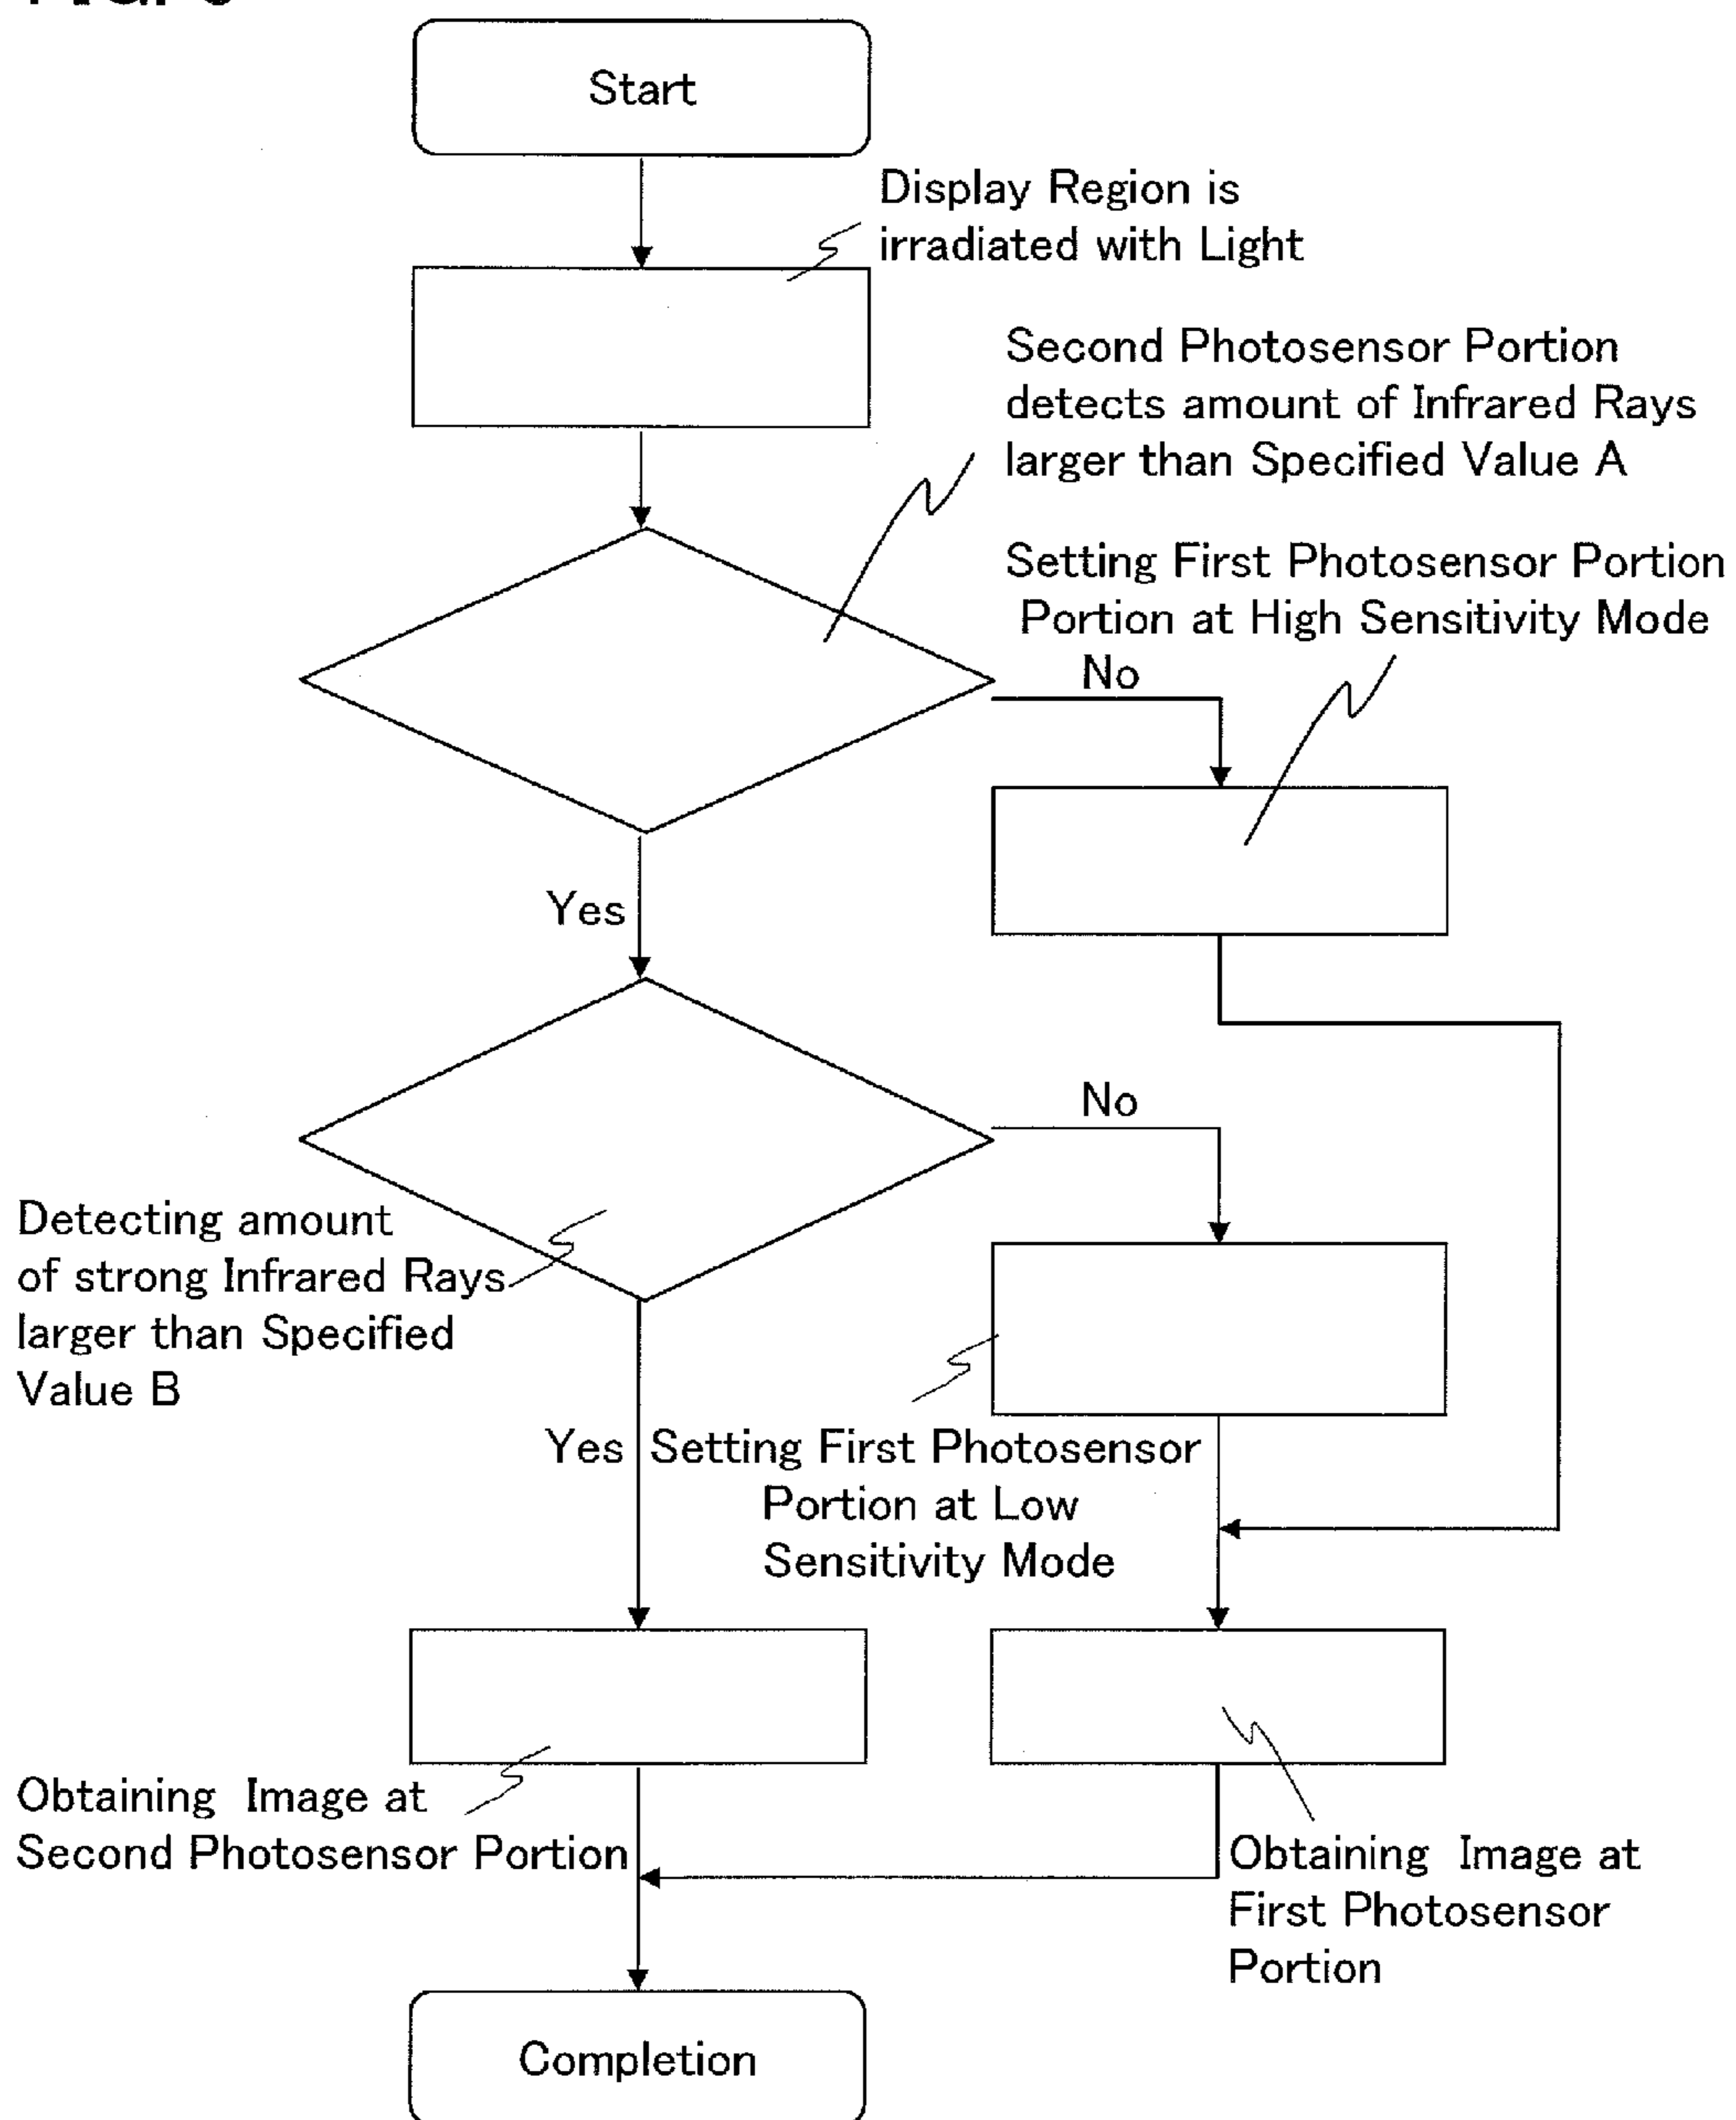 Start
Display Region is
irradiated with Light
Second Photosensor Portion
detects amount of Infrared Rays
larger than Specified Value A
Setting First Photosensor Portion
Portion at High Sensitivity Mode
No
Yes
No
Detecting amount
of strong Infrared Rays
larger than Specified
Value B
Yes
Setting First Photosensor
Portion at Low
Sensitivity Mode
Obtaining Image at
Second Photosensor Portion
Obtaining Image at
First Photosensor
Portion
Completion